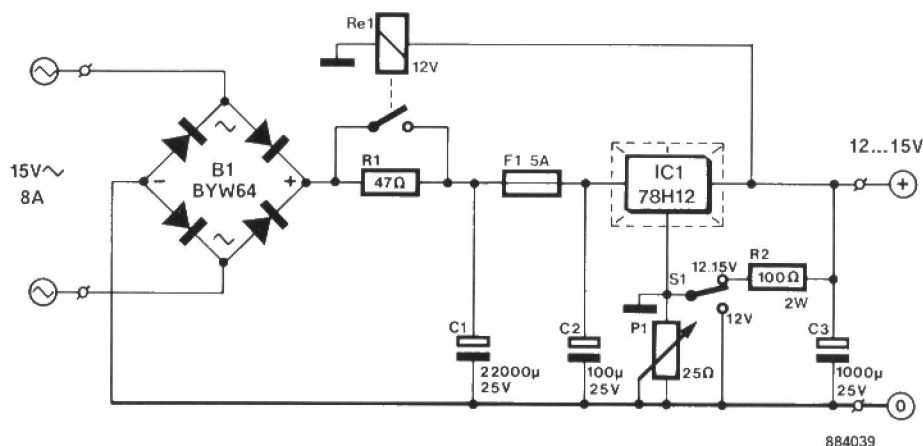 Re1
12V
15V~
8A
B1
BYW64
~
~
−
+
R1
47Ω
F1 5A
IC1
78H12
12...15V
+
S1
12..15V
R2
100Ω
2W
12V
P1
25Ω
C1
22000µ
25V
C2
100µ
25V
C3
1000µ
25V
0
884039